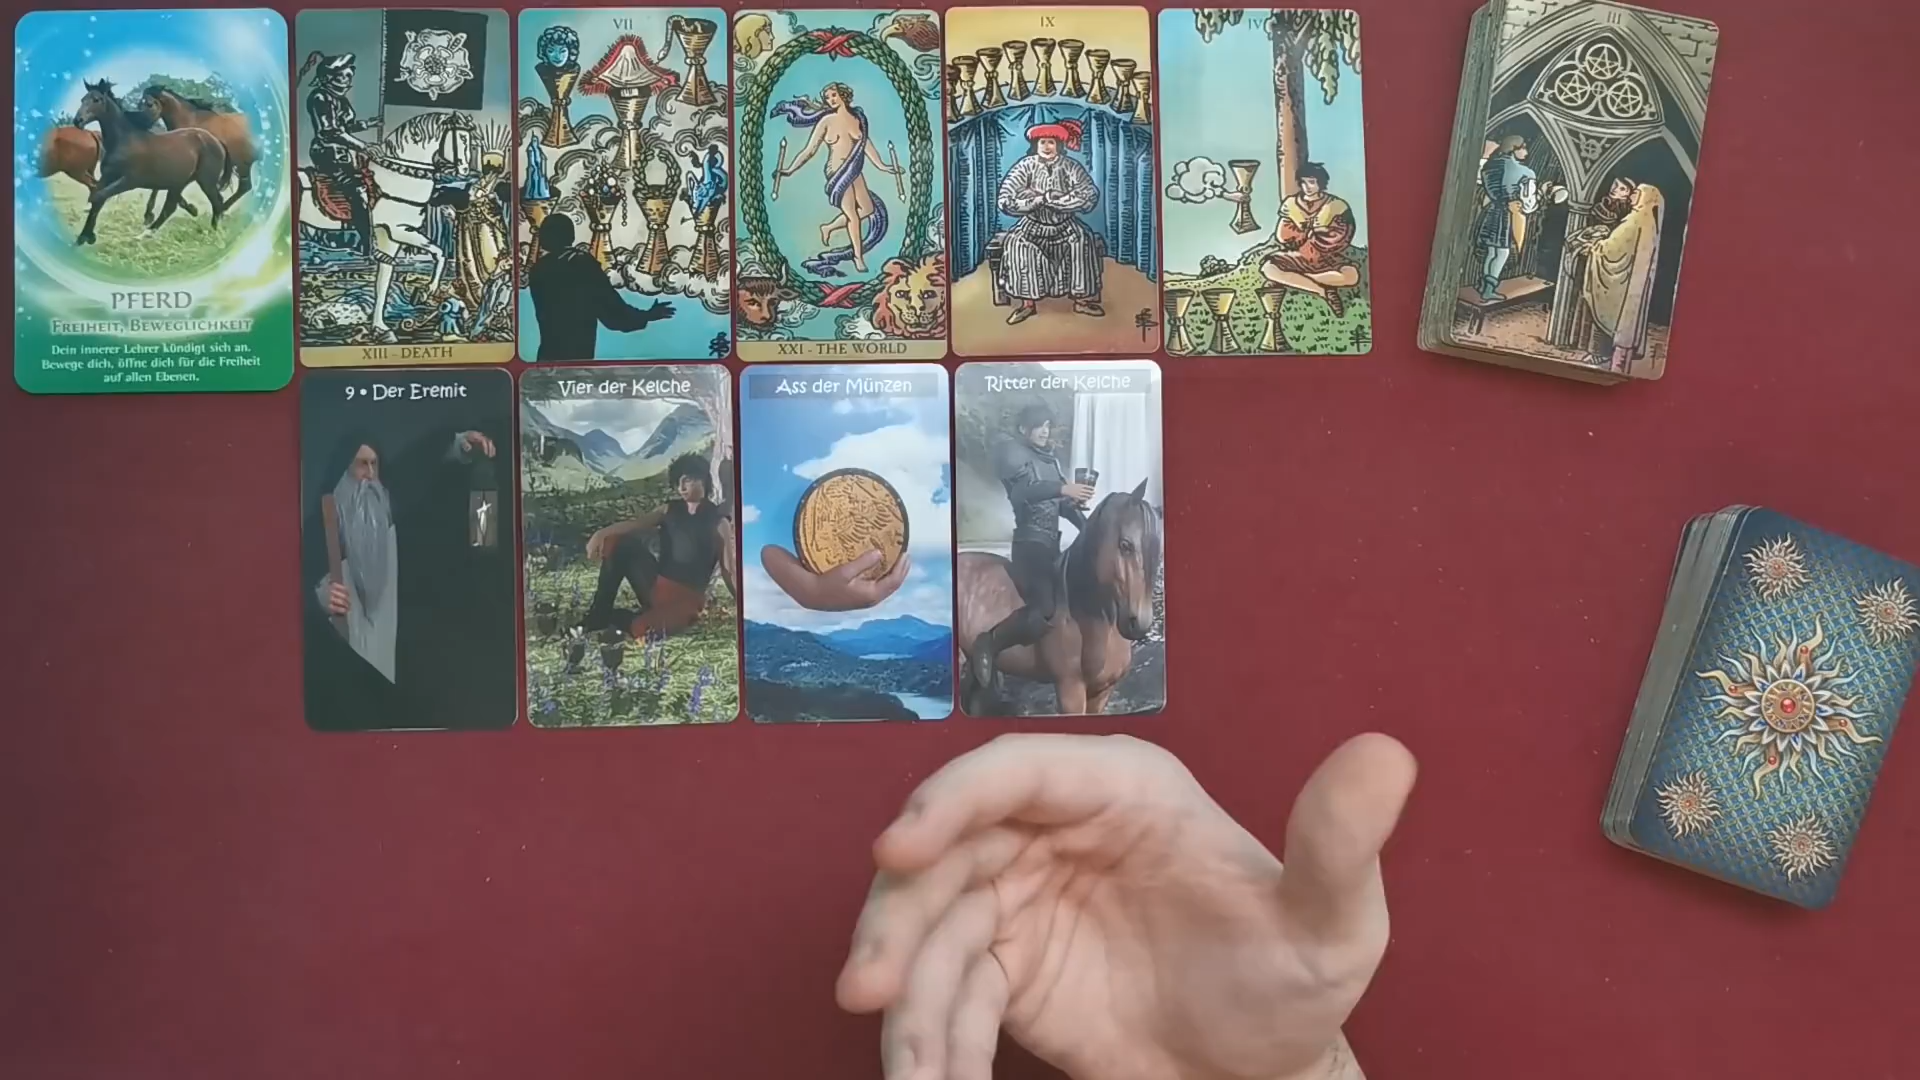 PFERD
FREIHEIT, BEWEGLICHKEIT
Dein innerer Lehrer kündigt sich an.
Bewege dich, öffne dich für die Freiheit
auf allen Ebenen.
XIII - DEATH
VII
XXI - THE WORLD
IX
IV
III
9 • Der Eremit
Vier der Kelche
Ass der Münzen
Ritter der Kelche